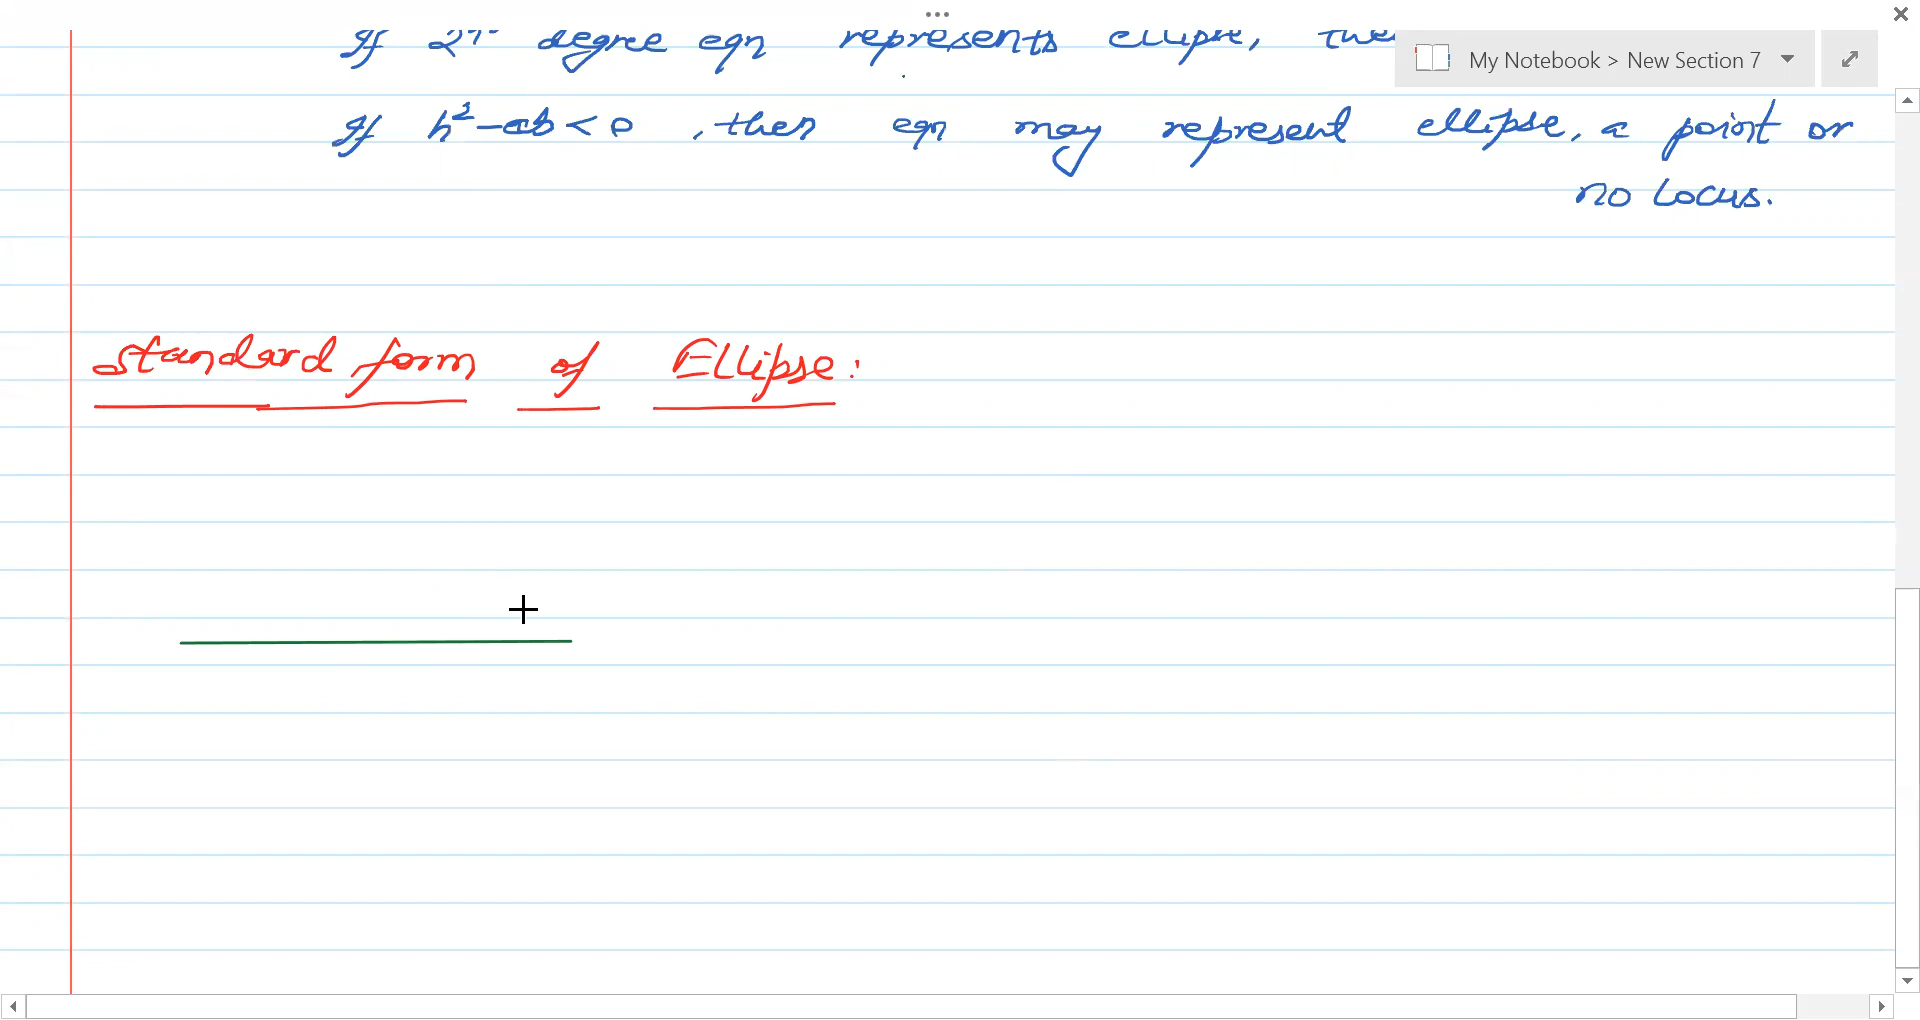 If 2nd degree eqn represents ellipse,
My Notebook > New Section 7
If h²-ab < 0, then eqn may represent ellipse, a point or
no locus.
Standard form of Ellipse: